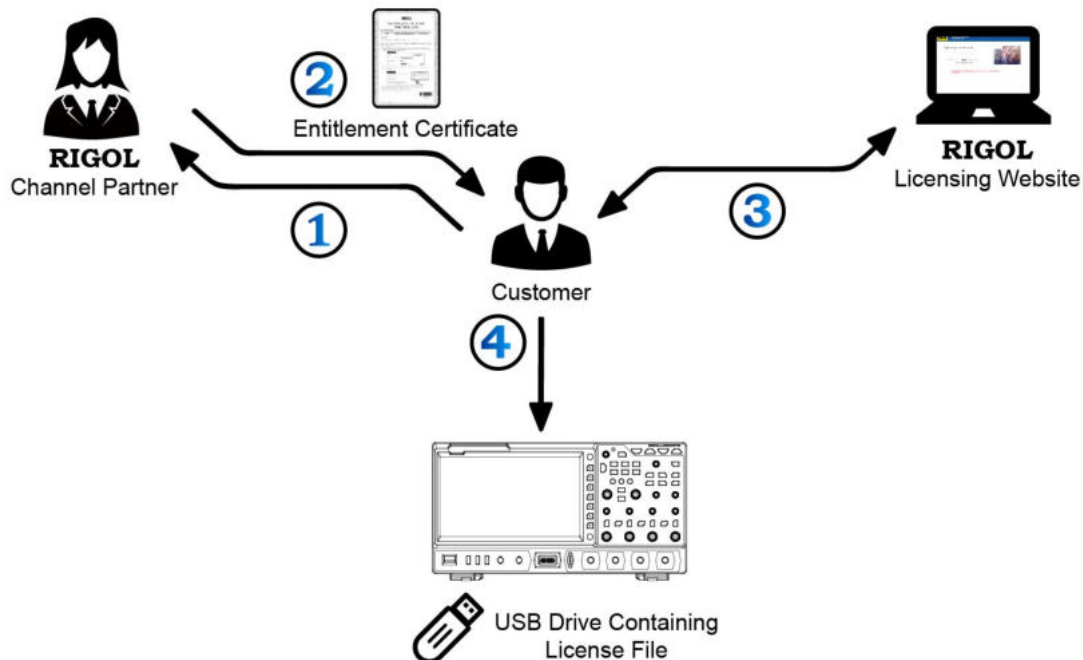 2
Entitlement Certificate
RIGOL
Channel Partner
1
RIGOL
Licensing Website
3
Customer
4
USB Drive Containing
License File